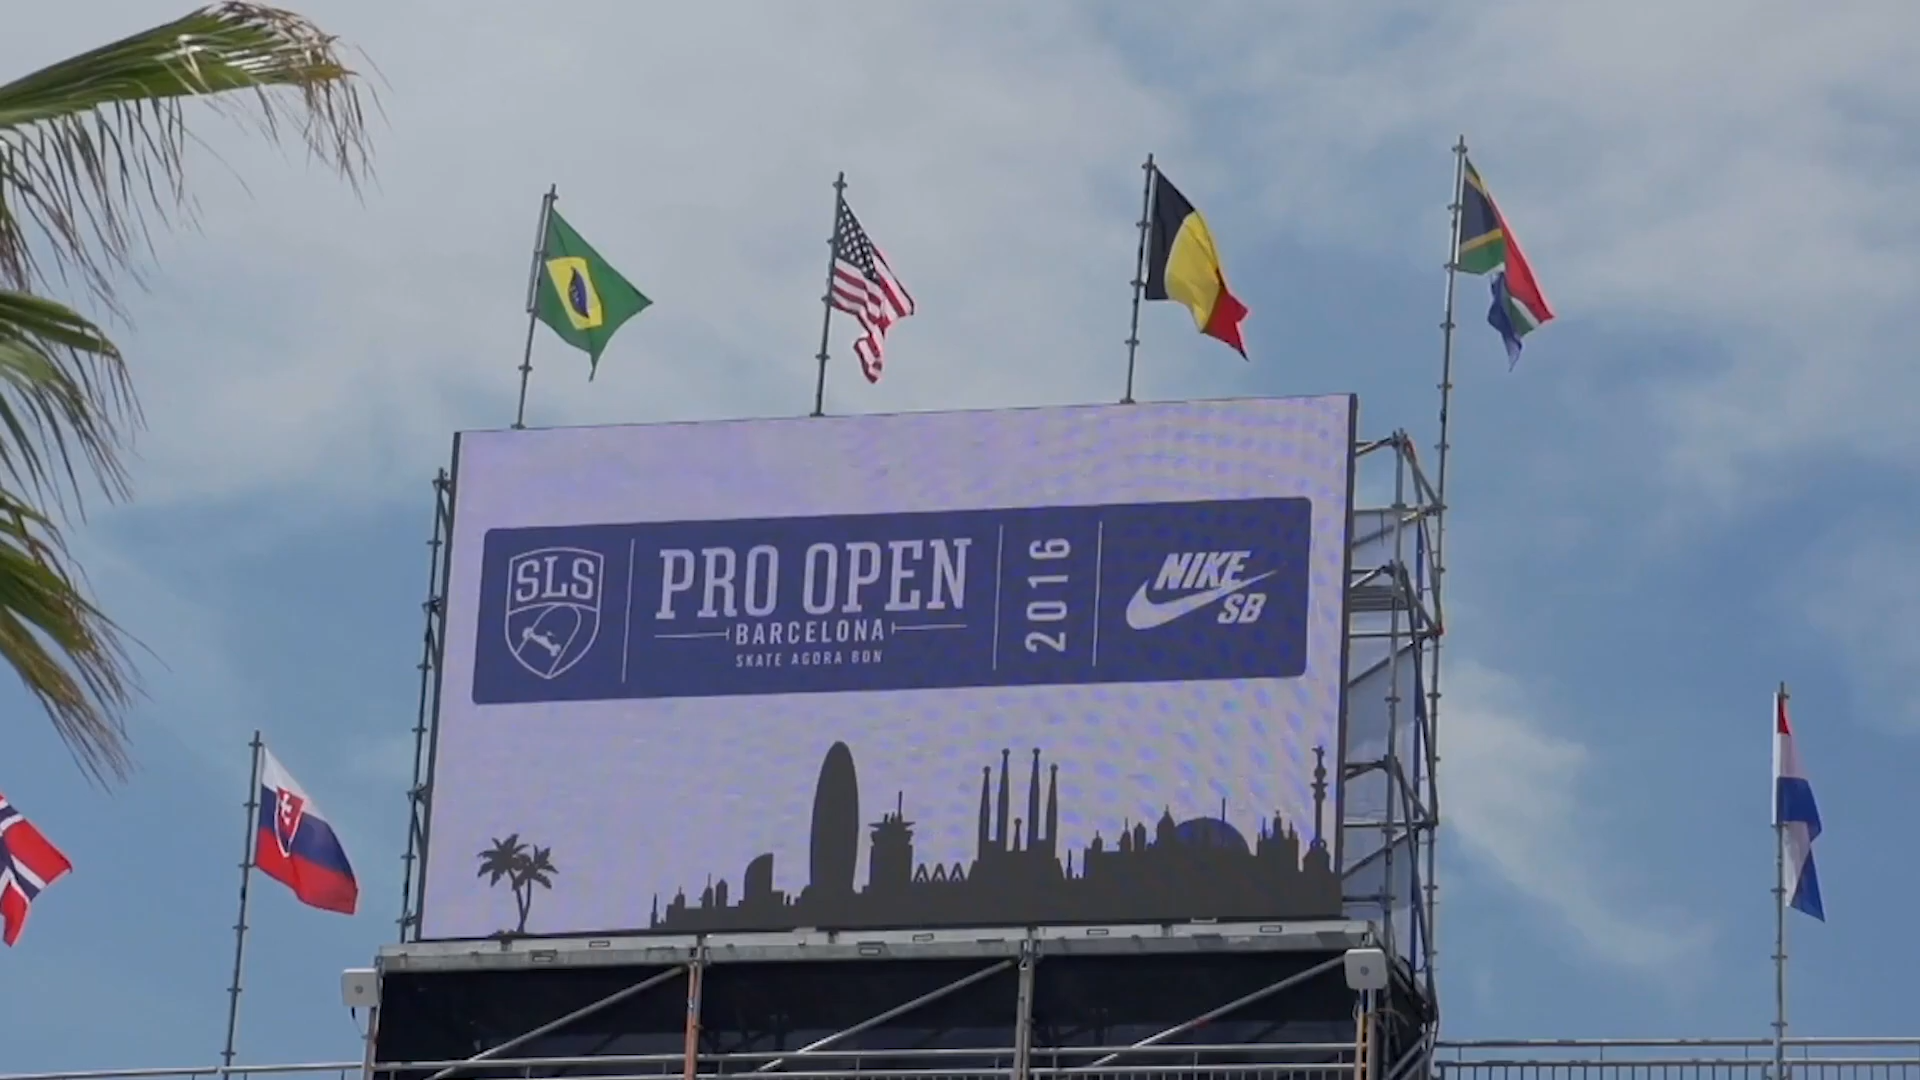 SLS
PRO OPEN
BARCELONA
SKATE AGORA BDN
2016
NIKE
SB